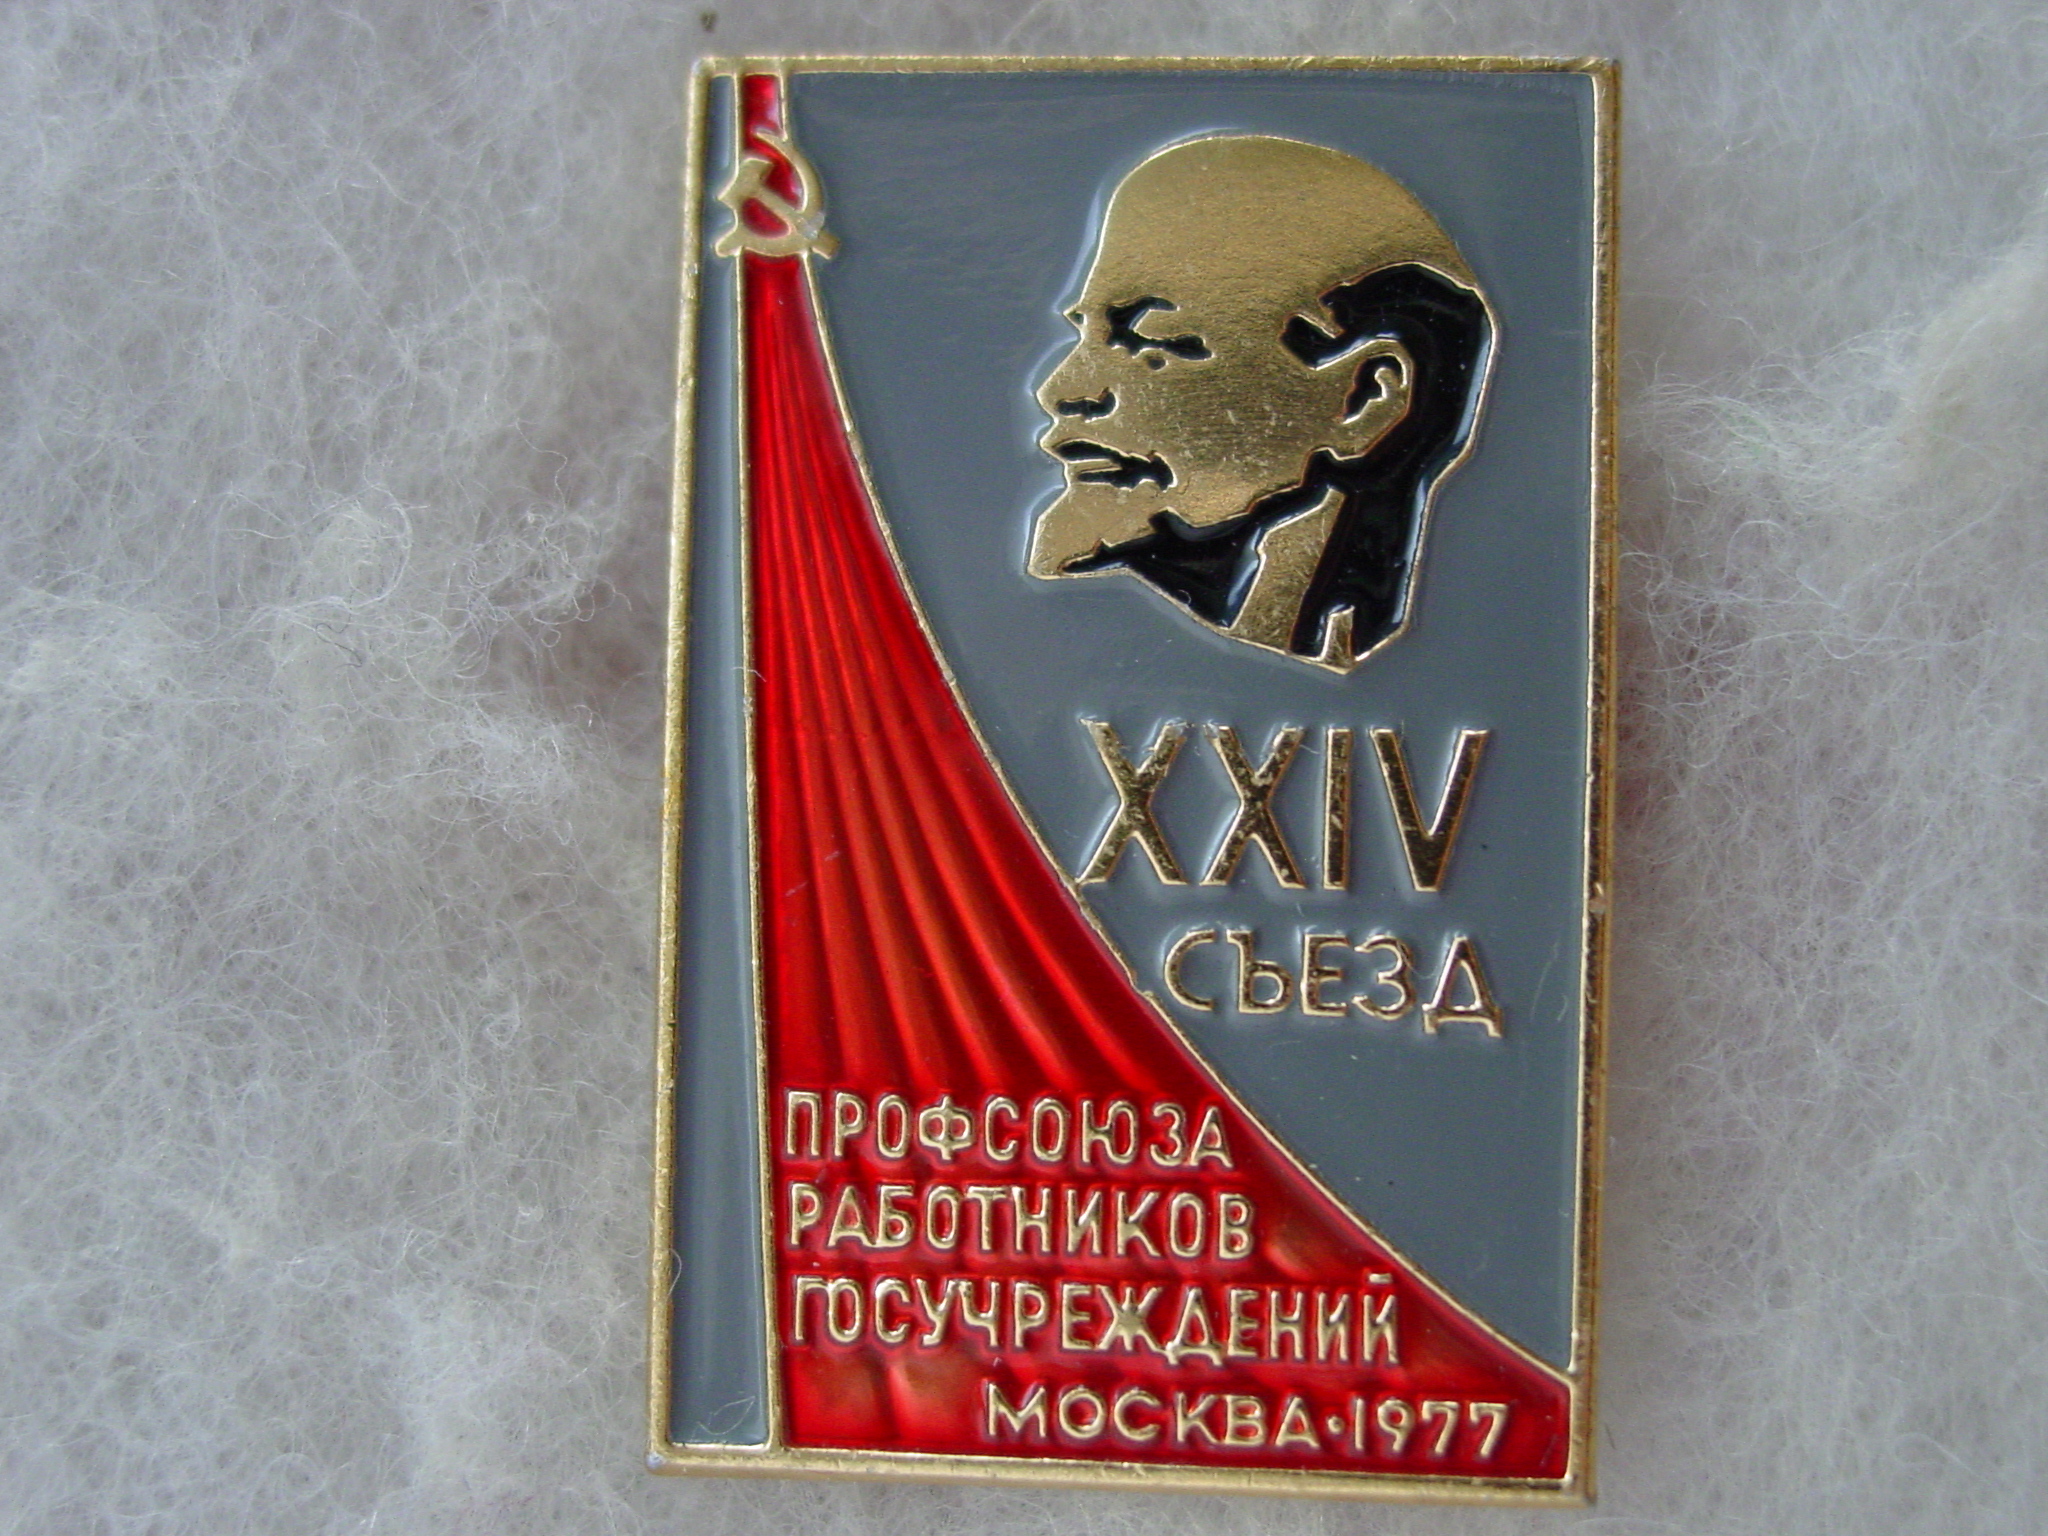 XXIV
СЪЕЗД
ПРОФСОЮЗА
РАБОТНИКОВ
ГОСУЧРЕЖДЕНИЙ
МОСКВА·1977